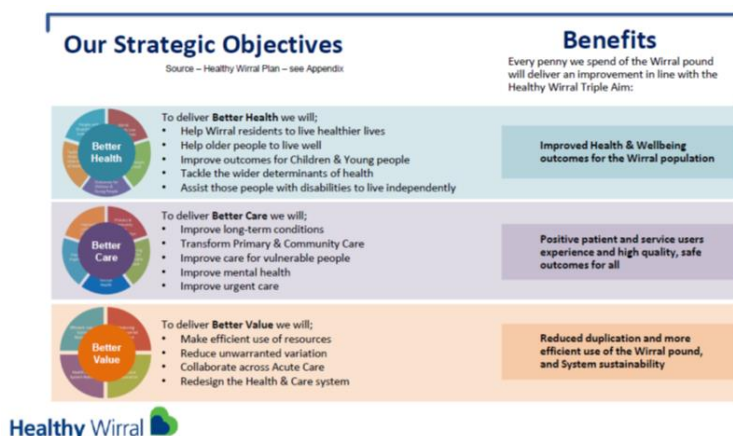 Our Strategic Objectives
Source – Healthy Wirral Plan – see Appendix
Benefits
Every penny we spend of the Wirral pound
will deliver an improvement in line with the
Healthy Wirral Triple Aim:
Better
Health
To deliver Better Health we will;
• Help Wirral residents to live healthier lives
• Help older people to live well
• Improve outcomes for Children & Young people
• Tackle the wider determinants of health
• Assist those people with disabilities to live independently
Improved Health & Wellbeing
outcomes for the Wirral population
Better
Care
To deliver Better Care we will;
• Improve long-term conditions
• Transform Primary & Community Care
• Improve care for vulnerable people
• Improve mental health
• Improve urgent care
Positive patient and service users
experience and high quality, safe
outcomes for all
Better
Value
To deliver Better Value we will;
• Make efficient use of resources
• Reduce unwarranted variation
• Collaborate across Acute Care
• Redesign the Health & Care system
Reduced duplication and more
efficient use of the Wirral pound,
and System sustainability
Healthy Wirral